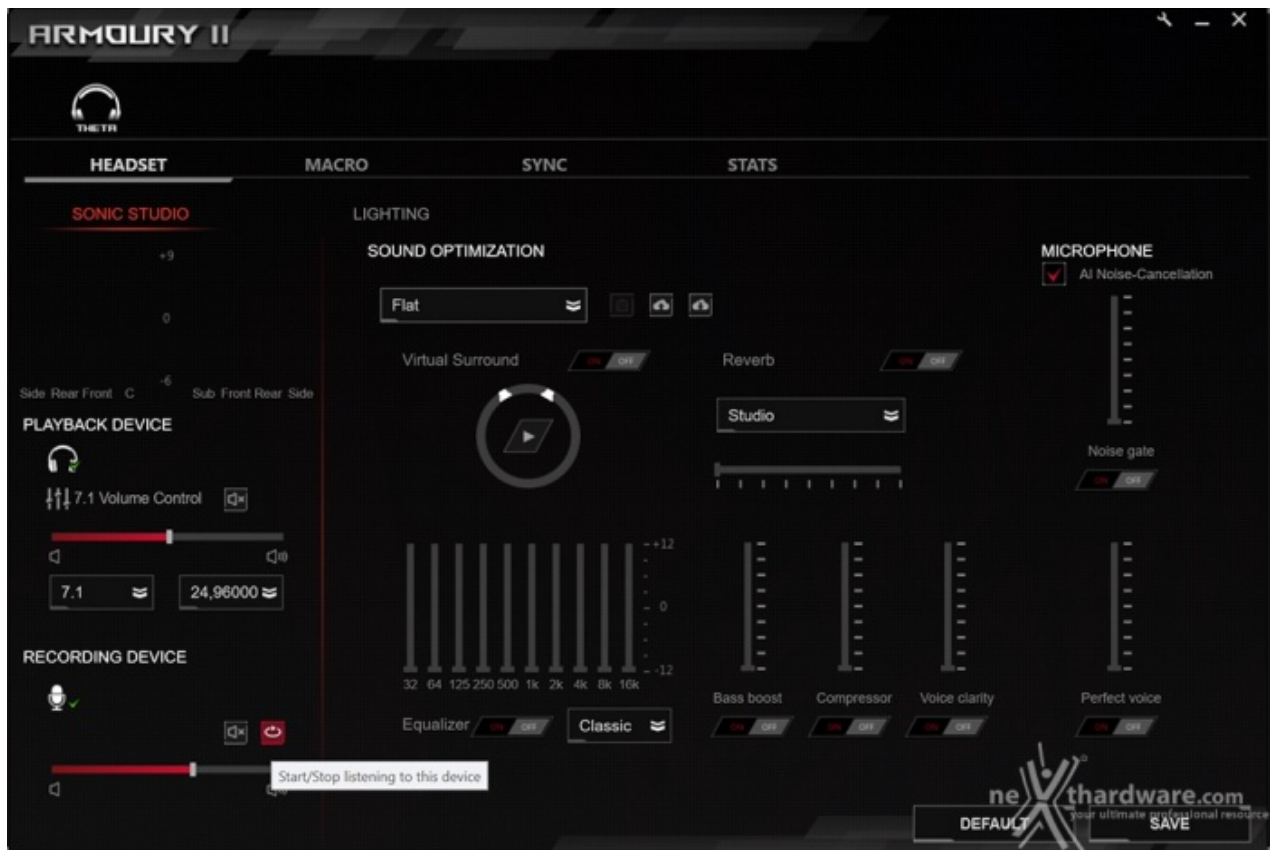 ARMOURY II
THETA
HEADSET MACRO SYNC STATS
SONIC STUDIO LIGHTING
+9
0
-6
Side Rear Front C Sub Front Rear Side
PLAYBACK DEVICE
7.1 Volume Control
7.1 24,96000
RECORDING DEVICE
Start/Stop listening to this device
SOUND OPTIMIZATION
Flat
Virtual Surround ON OFF
Reverb ON OFF
Studio
+12
0
-12
32 64 125 250 500 1k 2k 4k 8k 16k
Equalizer ON OFF Classic
Bass boost Compressor Voice clarity
ON OFF ON OFF ON OFF
MICROPHONE
AI Noise-Cancellation
Noise gate
ON OFF
Perfect voice
ON OFF
DEFAULT SAVE
nexthardware.com
your ultimate professional resource